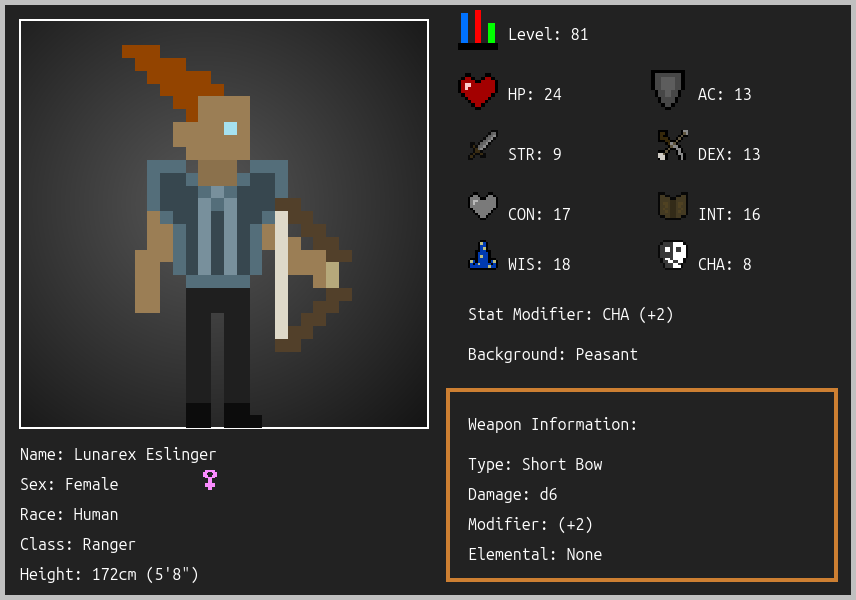 Level: 81
HP: 24
AC: 13
STR: 9
DEX: 13
CON: 17
INT: 16
WIS: 18
CHA: 8
Stat Modifier: CHA (+2)
Background: Peasant
Weapon Information:
Type: Short Bow
Damage: d6
Modifier: (+2)
Elemental: None
Name: Lunarex Eslinger
Sex: Female
Race: Human
Class: Ranger
Height: 172cm (5'8")